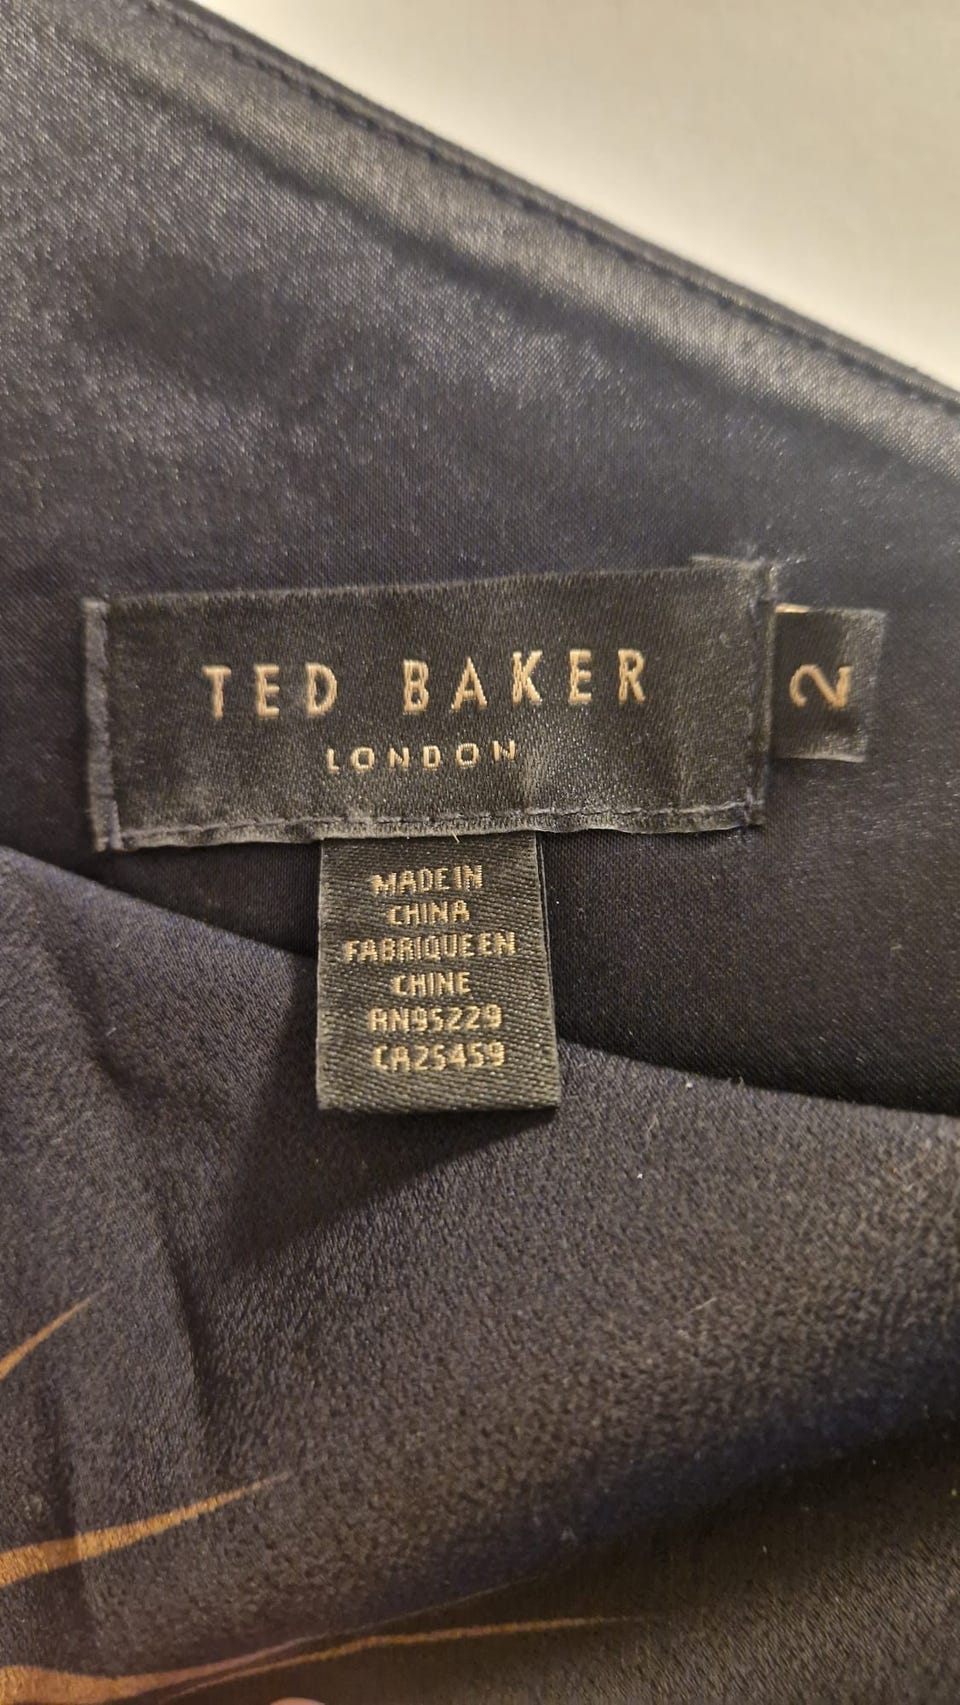 TED BAKER
LONDON
2
MADE IN
CHINA
FABRIQUE EN
CHINE
RN95229
CA25459